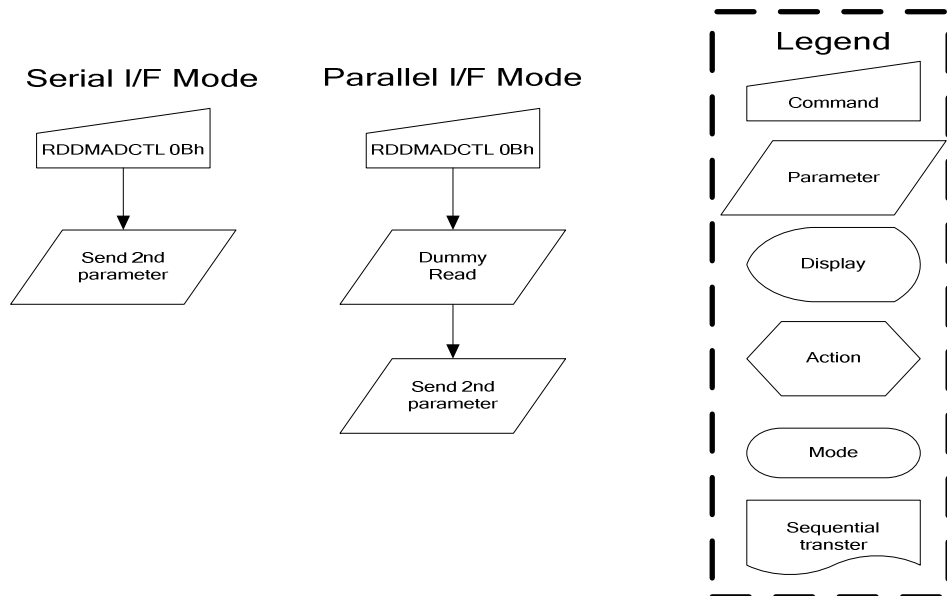 Serial I/F Mode
RDDMADCTL 0Bh
Send 2nd
parameter
Parallel I/F Mode
RDDMADCTL 0Bh
Dummy
Read
Send 2nd
parameter
Legend
Command
Parameter
Display
Action
Mode
Sequential
transter